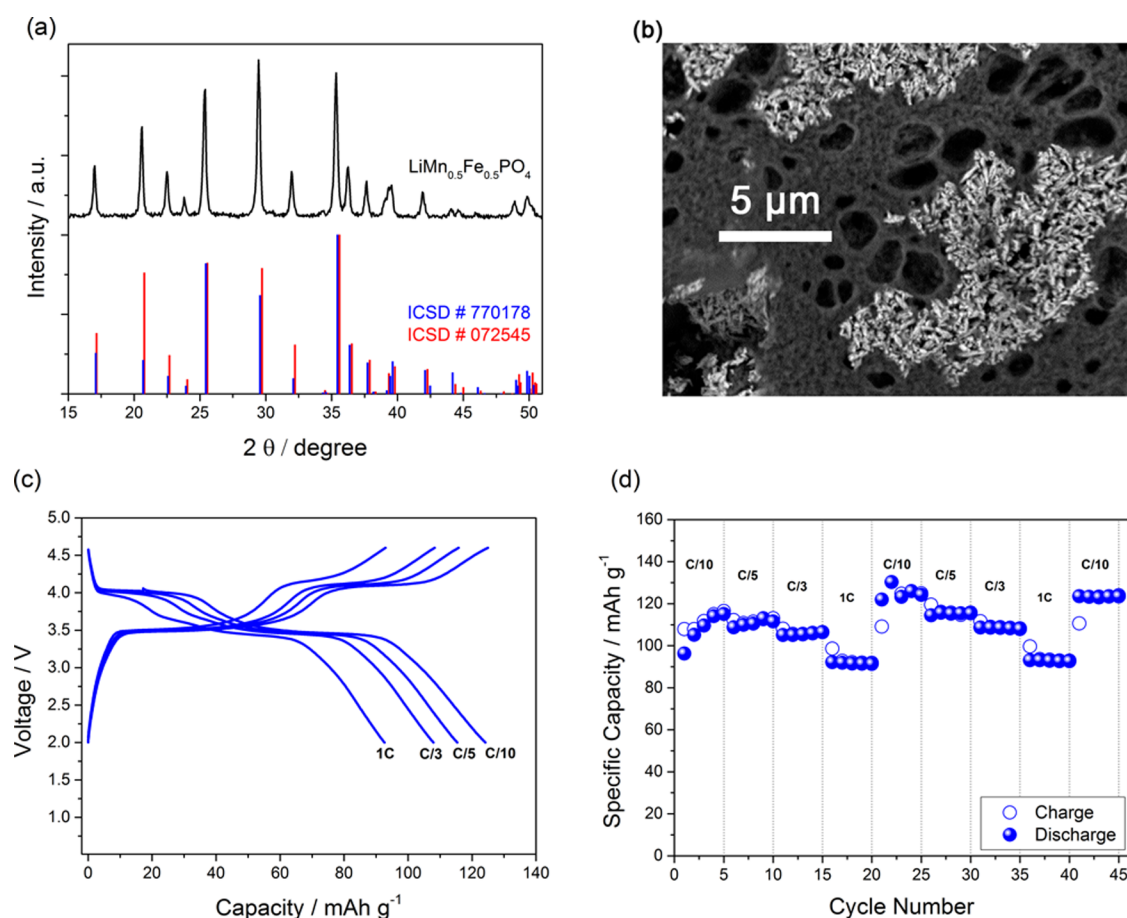 (a)
Intensity / a.u.
LiMn0.5Fe0.5PO4
ICSD # 770178
ICSD # 072545
15 20 25 30 35 40 45 50
2 θ / degree
(b)
5 μm
(c)
Voltage / V
5.0
4.5
4.0
3.5
3.0
2.5
2.0
1.5
1.0
1C C/3 C/5 C/10
0 20 40 60 80 100 120 140
Capacity / mAh g-1
(d)
Specific Capacity / mAh g-1
160
140
120
100
80
60
40
20
0
C/10 C/5 C/3 1C C/10 C/5 C/3 1C C/10
Charge
Discharge
0 5 10 15 20 25 30 35 40 45
Cycle Number